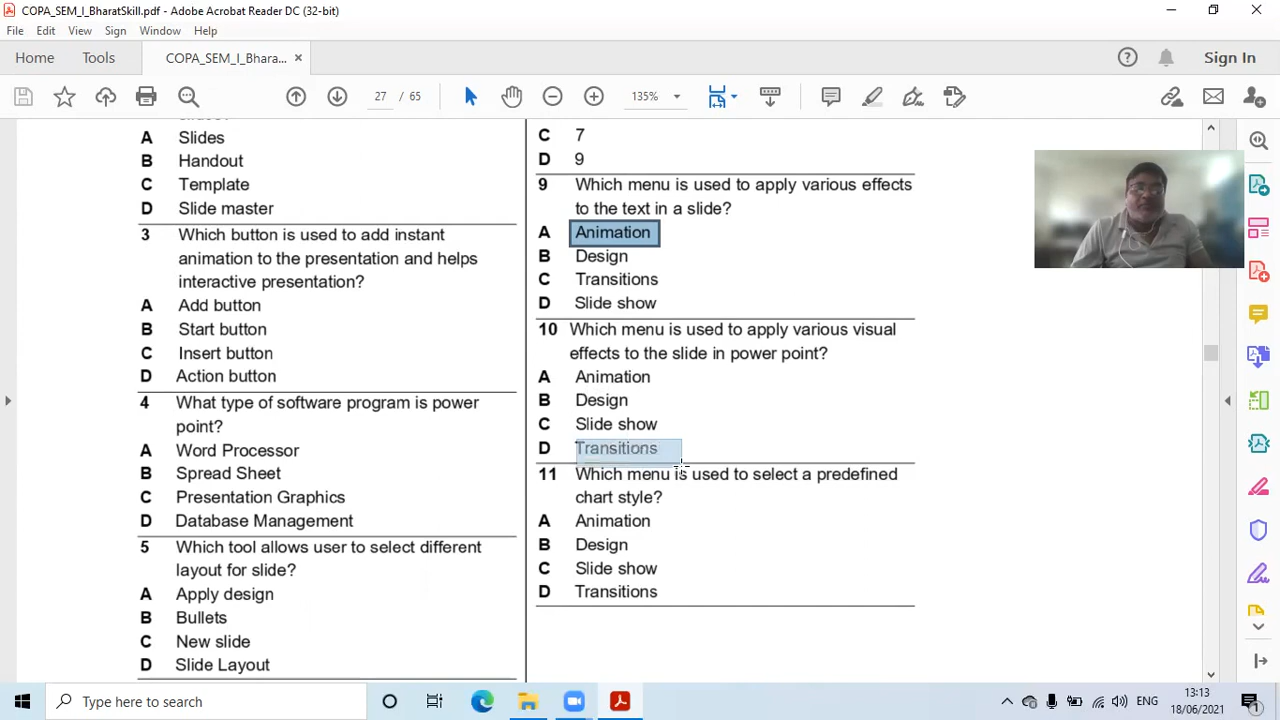 COPA_SEM_I_BharatSkill.pdf - Adobe Acrobat Reader DC (32-bit)
File Edit View Sign Window Help
Home Tools COPA_SEM_I_Bhara... × Sign In
27 / 65 135%
A Slides
B Handout
C Template
D Slide master
3 Which button is used to add instant
animation to the presentation and helps
interactive presentation?
A Add button
B Start button
C Insert button
D Action button
4 What type of software program is power
point?
A Word Processor
B Spread Sheet
C Presentation Graphics
D Database Management
5 Which tool allows user to select different
layout for slide?
A Apply design
B Bullets
C New slide
D Slide Layout
C 7
D 9
9 Which menu is used to apply various effects
to the text in a slide?
A Animation
B Design
C Transitions
D Slide show
10 Which menu is used to apply various visual
effects to the slide in power point?
A Animation
B Design
C Slide show
D Transitions
11 Which menu is used to select a predefined
chart style?
A Animation
B Design
C Slide show
D Transitions
Type here to search
ENG
13:13
18/06/2021